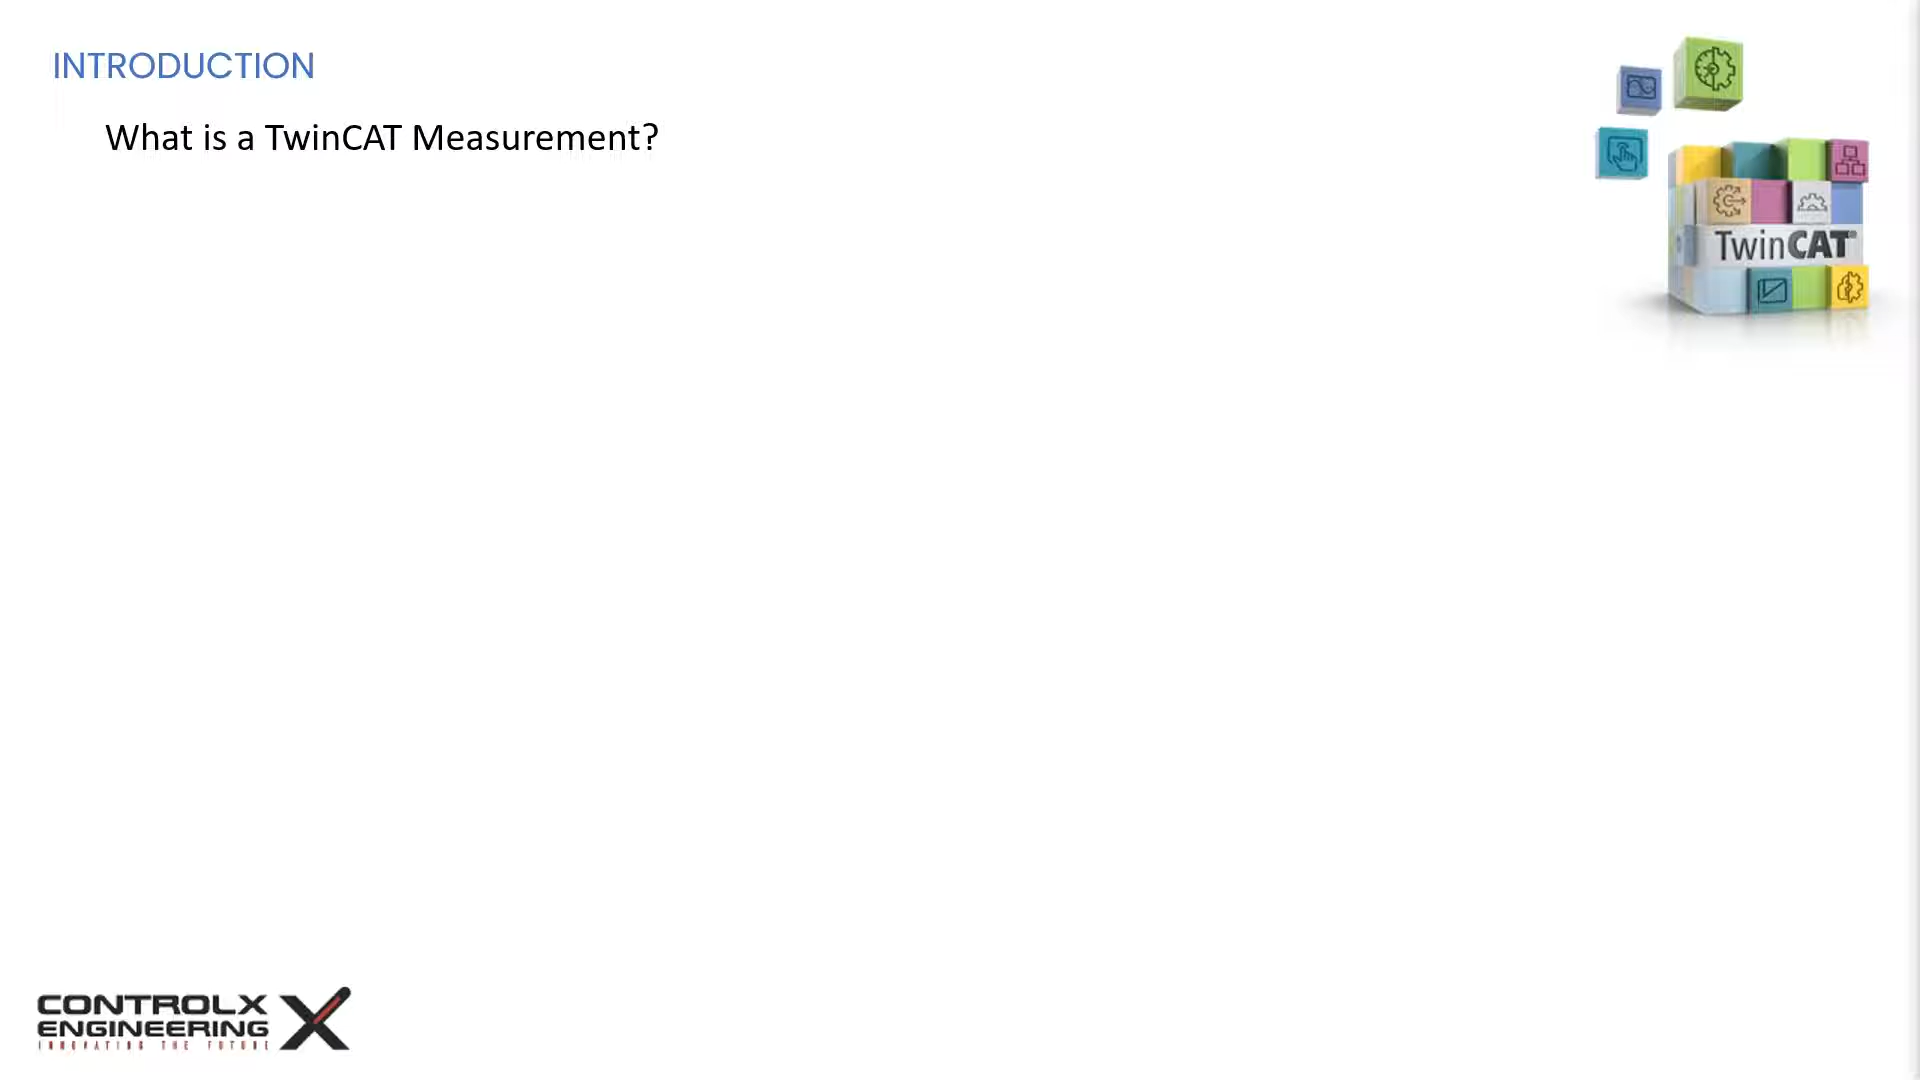 INTRODUCTION
What is a TwinCAT Measurement?
TwinCAT®
CONTROLX
ENGINEERING
INNOVATING THE FUTURE